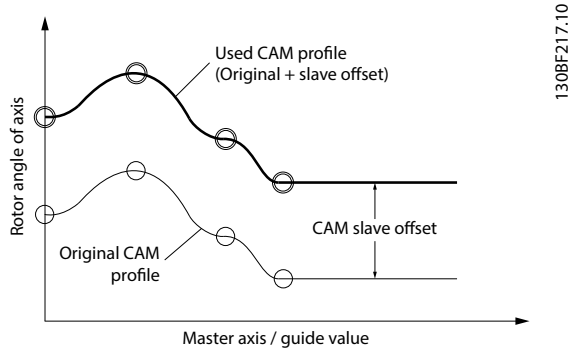 130BF217.10
Used CAM profile
(Original + slave offset)
Rotor angle of axis
CAM slave offset
Original CAM
profile
Master axis / guide value